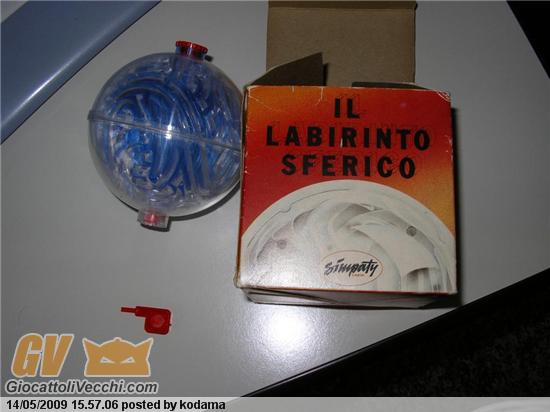 IL
LABIRINTO
SFERICO
Simpaty
GV
GiocattoliVecchi.com
14/05/2009 15.57.06 posted by kodama